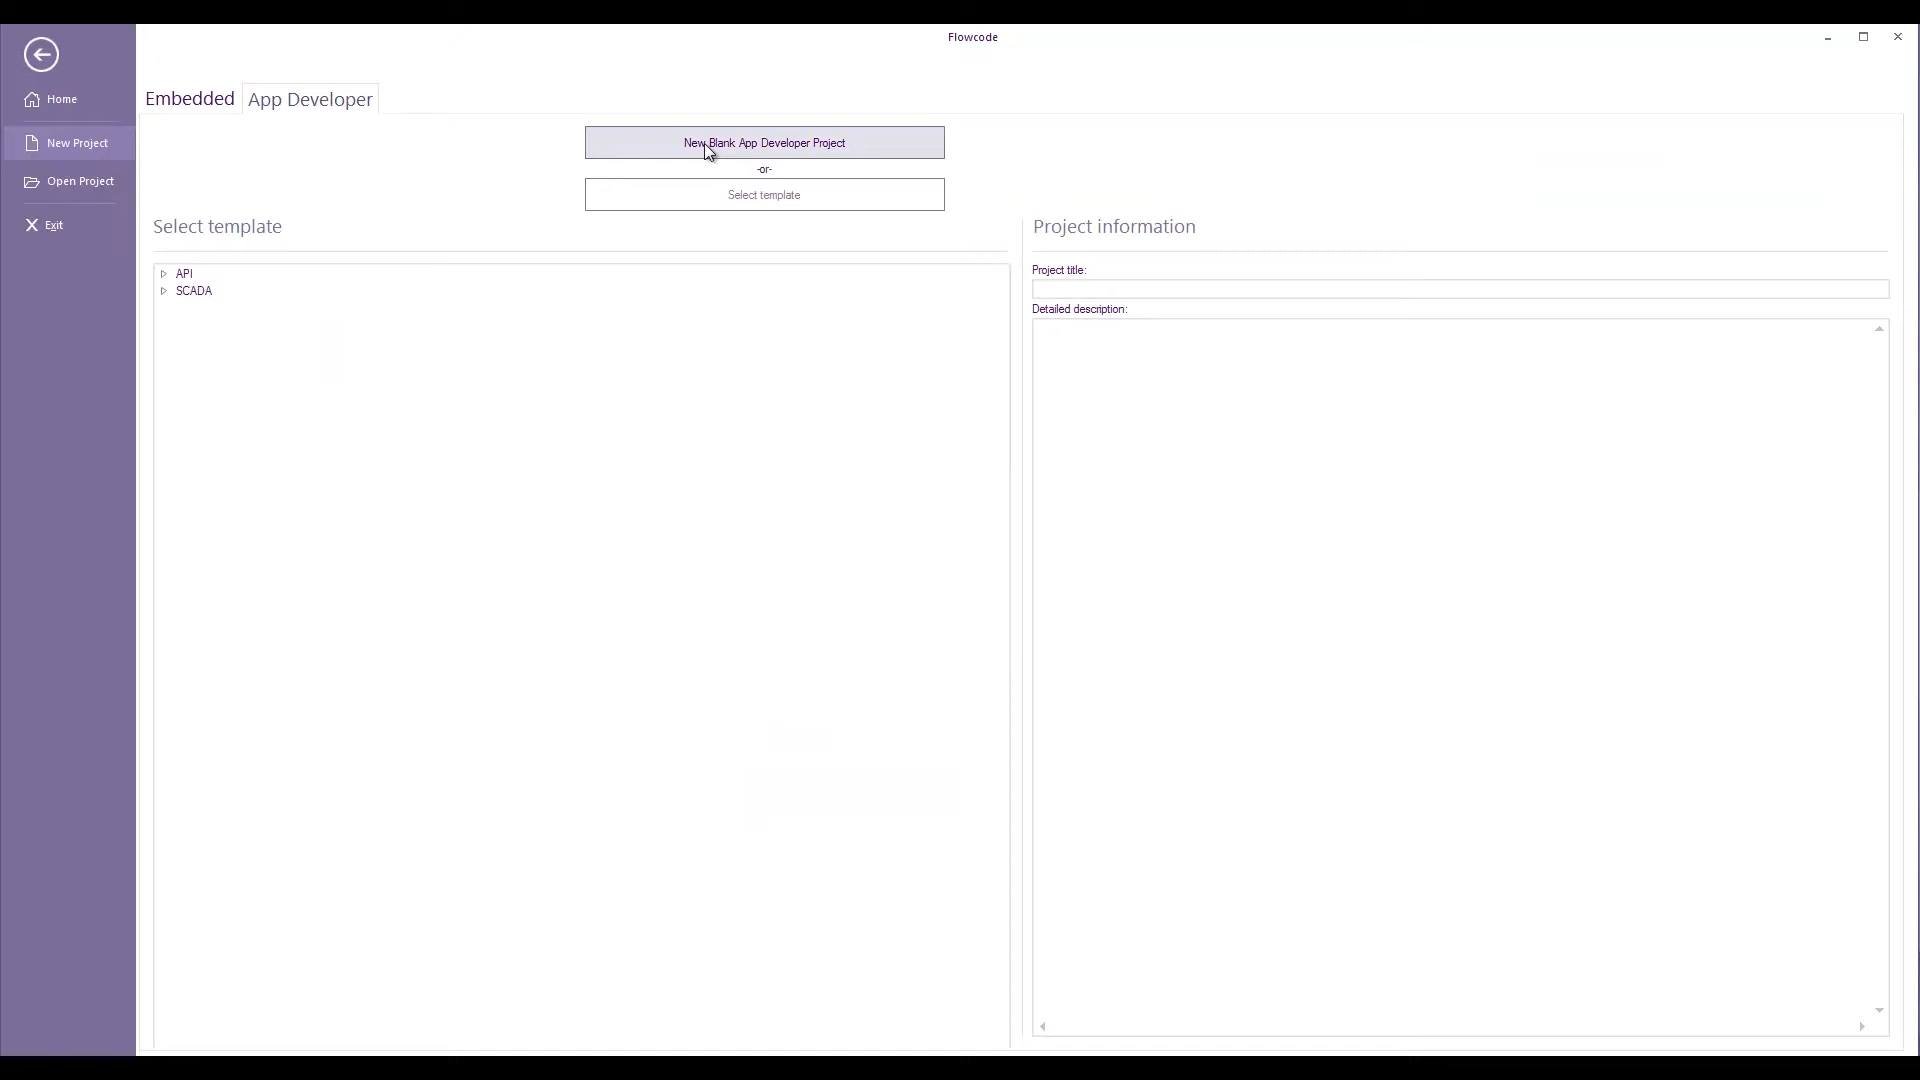 Flowcode
Home
New Project
Open Project
Exit
Embedded
App Developer
New Blank App Developer Project
-or-
Select template
Select template
API
SCADA
Project information
Project title:
Detailed description: